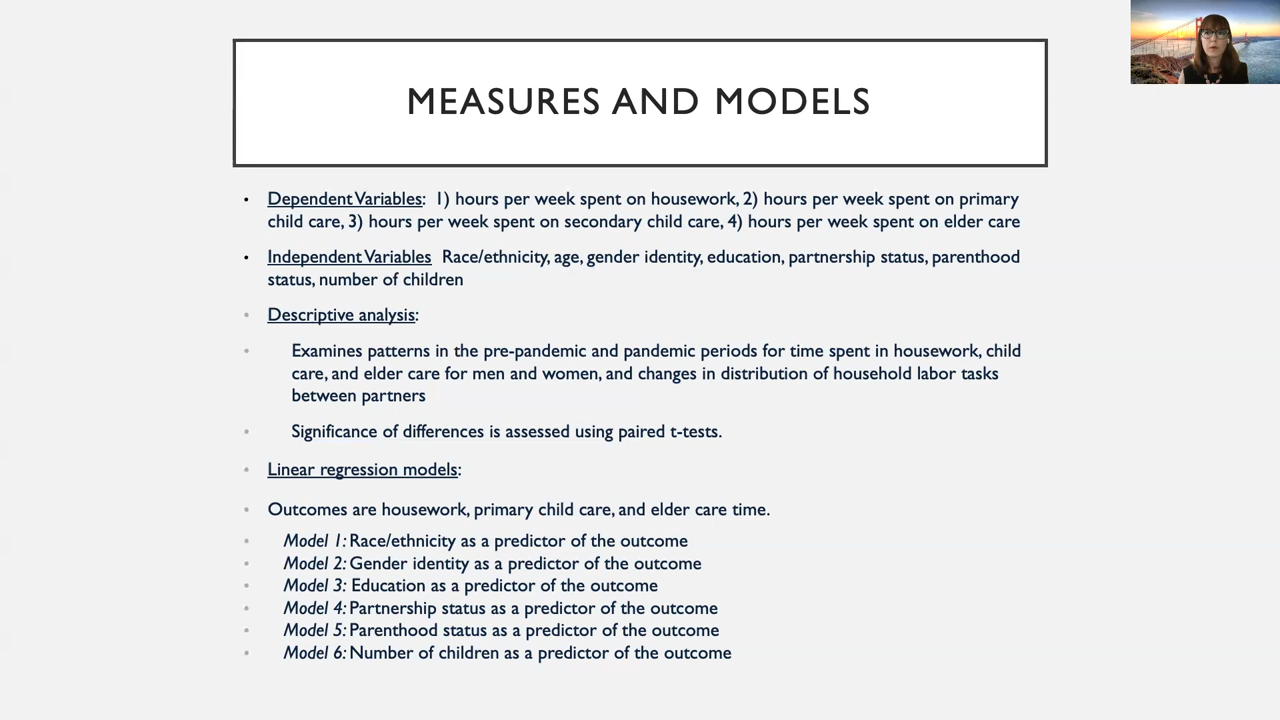 MEASURES AND MODELS
• Dependent Variables: 1) hours per week spent on housework, 2) hours per week spent on primary
child care, 3) hours per week spent on secondary child care, 4) hours per week spent on elder care
• Independent Variables Race/ethnicity, age, gender identity, education, partnership status, parenthood
status, number of children
• Descriptive analysis:
• Examines patterns in the pre-pandemic and pandemic periods for time spent in housework, child
care, and elder care for men and women, and changes in distribution of household labor tasks
between partners
• Significance of differences is assessed using paired t-tests.
• Linear regression models:
• Outcomes are housework, primary child care, and elder care time.
• Model 1: Race/ethnicity as a predictor of the outcome
• Model 2: Gender identity as a predictor of the outcome
• Model 3: Education as a predictor of the outcome
• Model 4: Partnership status as a predictor of the outcome
• Model 5: Parenthood status as a predictor of the outcome
• Model 6: Number of children as a predictor of the outcome